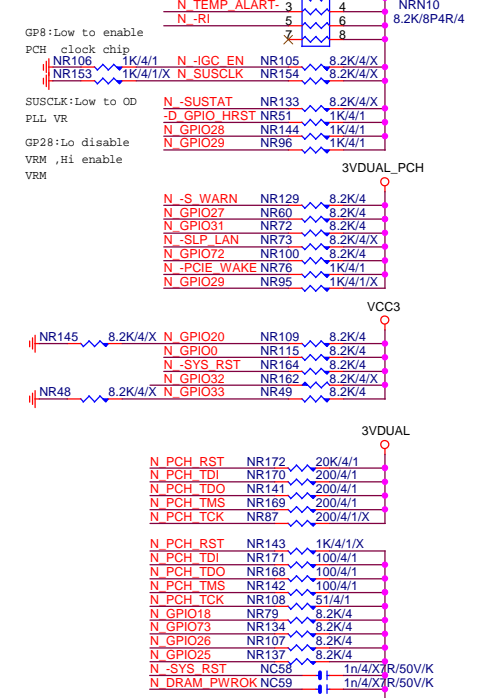 N_TEMP_ALART- 3 4 NRN10
N_-RI 5 6 8.2K/8P4R/4
7 8
GP8:Low to enable
PCH clock chip
NR106 1K/4/1 N_-IGC_EN NR105 8.2K/4/X
NR153 1K/4/1/X N_SUSCLK NR154 8.2K/4/X
SUSCLK:Low to OD
PLL VR
N_-SUSTAT NR133 8.2K/4/X
-D_GPIO_HRST NR51 1K/4/1
N_GPIO28 NR144 1K/4/1
N_GPIO29 NR96 1K/4/1
GP28:Lo disable
VRM ,Hi enable
VRM
3VDUAL_PCH
N_-S_WARN NR129 8.2K/4
N_GPIO27 NR60 8.2K/4
N_GPIO31 NR72 8.2K/4
N_-SLP_LAN NR73 8.2K/4/X
N_GPIO72 NR100 8.2K/4
N_-PCIE_WAKE NR76 1K/4/1
N_GPIO29 NR95 1K/4/1/X
VCC3
NR145 8.2K/4/X N_GPIO20 NR109 8.2K/4
N_GPIO0 NR115 8.2K/4
N_-SYS_RST NR164 8.2K/4
N_GPIO32 NR162 8.2K/4/X
NR48 8.2K/4/X N_GPIO33 NR49 8.2K/4
3VDUAL
N_PCH_RST NR172 20K/4/1
N_PCH_TDI NR170 200/4/1
N_PCH_TDO NR141 200/4/1
N_PCH_TMS NR169 200/4/1
N_PCH_TCK NR87 200/4/1/X
N_PCH_RST NR143 1K/4/1/X
N_PCH_TDI NR171 100/4/1
N_PCH_TDO NR168 100/4/1
N_PCH_TMS NR142 100/4/1
N_PCH_TCK NR108 51/4/1
N_GPIO18 NR79 8.2K/4
N_GPIO73 NR134 8.2K/4
N_GPIO26 NR107 8.2K/4
N_GPIO25 NR137 8.2K/4
N_-SYS_RST NC58 1n/4/X7R/50V/K
N_DRAM_PWROK NC59 1n/4/X7R/50V/K